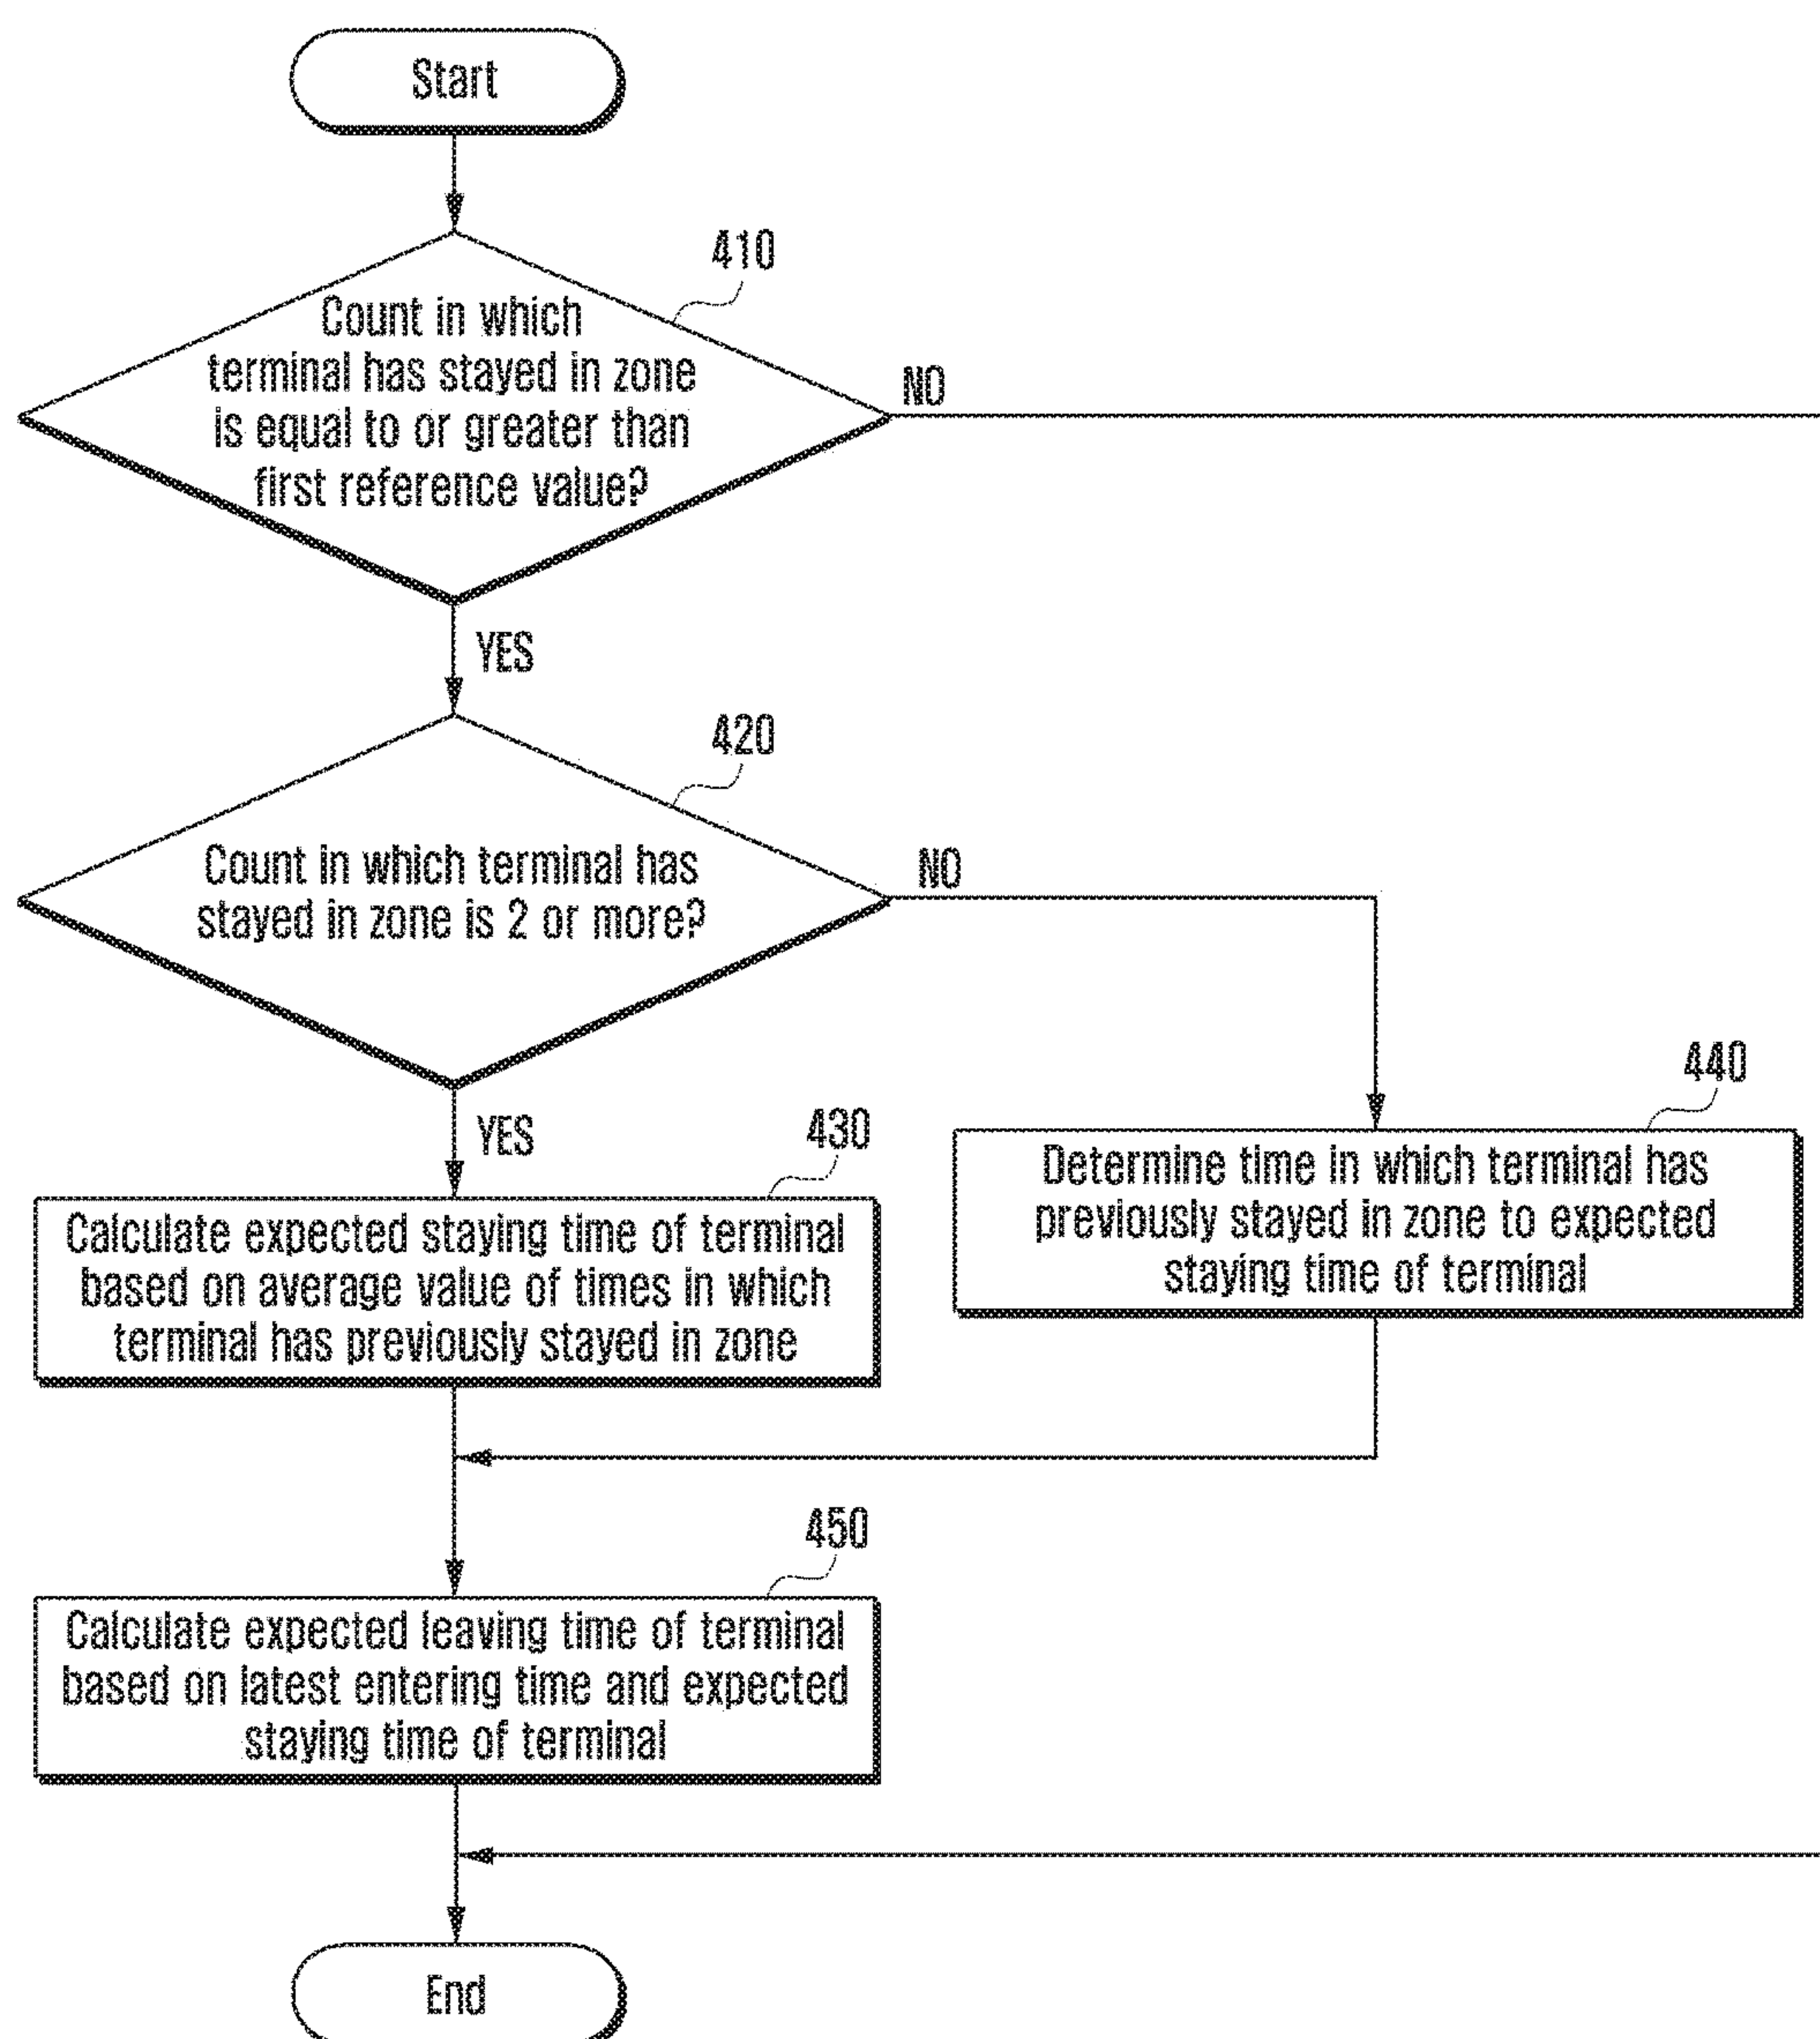 Start
410
Count in which
terminal has stayed in zone
is equal to or greater than
first reference value?
NO
YES
420
Count in which terminal has
stayed in zone is 2 or more?
NO
YES
430
Calculate expected staying time of terminal
based on average value of times in which
terminal has previously stayed in zone
440
Determine time in which terminal has
previously stayed in zone to expected
staying time of terminal
450
Calculate expected leaving time of terminal
based on latest entering time and expected
staying time of terminal
End